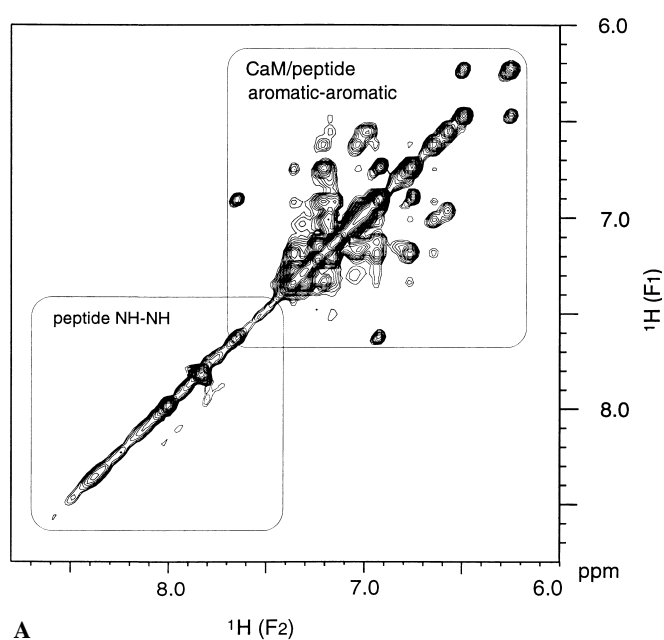 6.0
CaM/peptide
aromatic-aromatic
7.0
¹H (F1)
peptide NH-NH
8.0
ppm
8.0 7.0 6.0
A ¹H (F2)